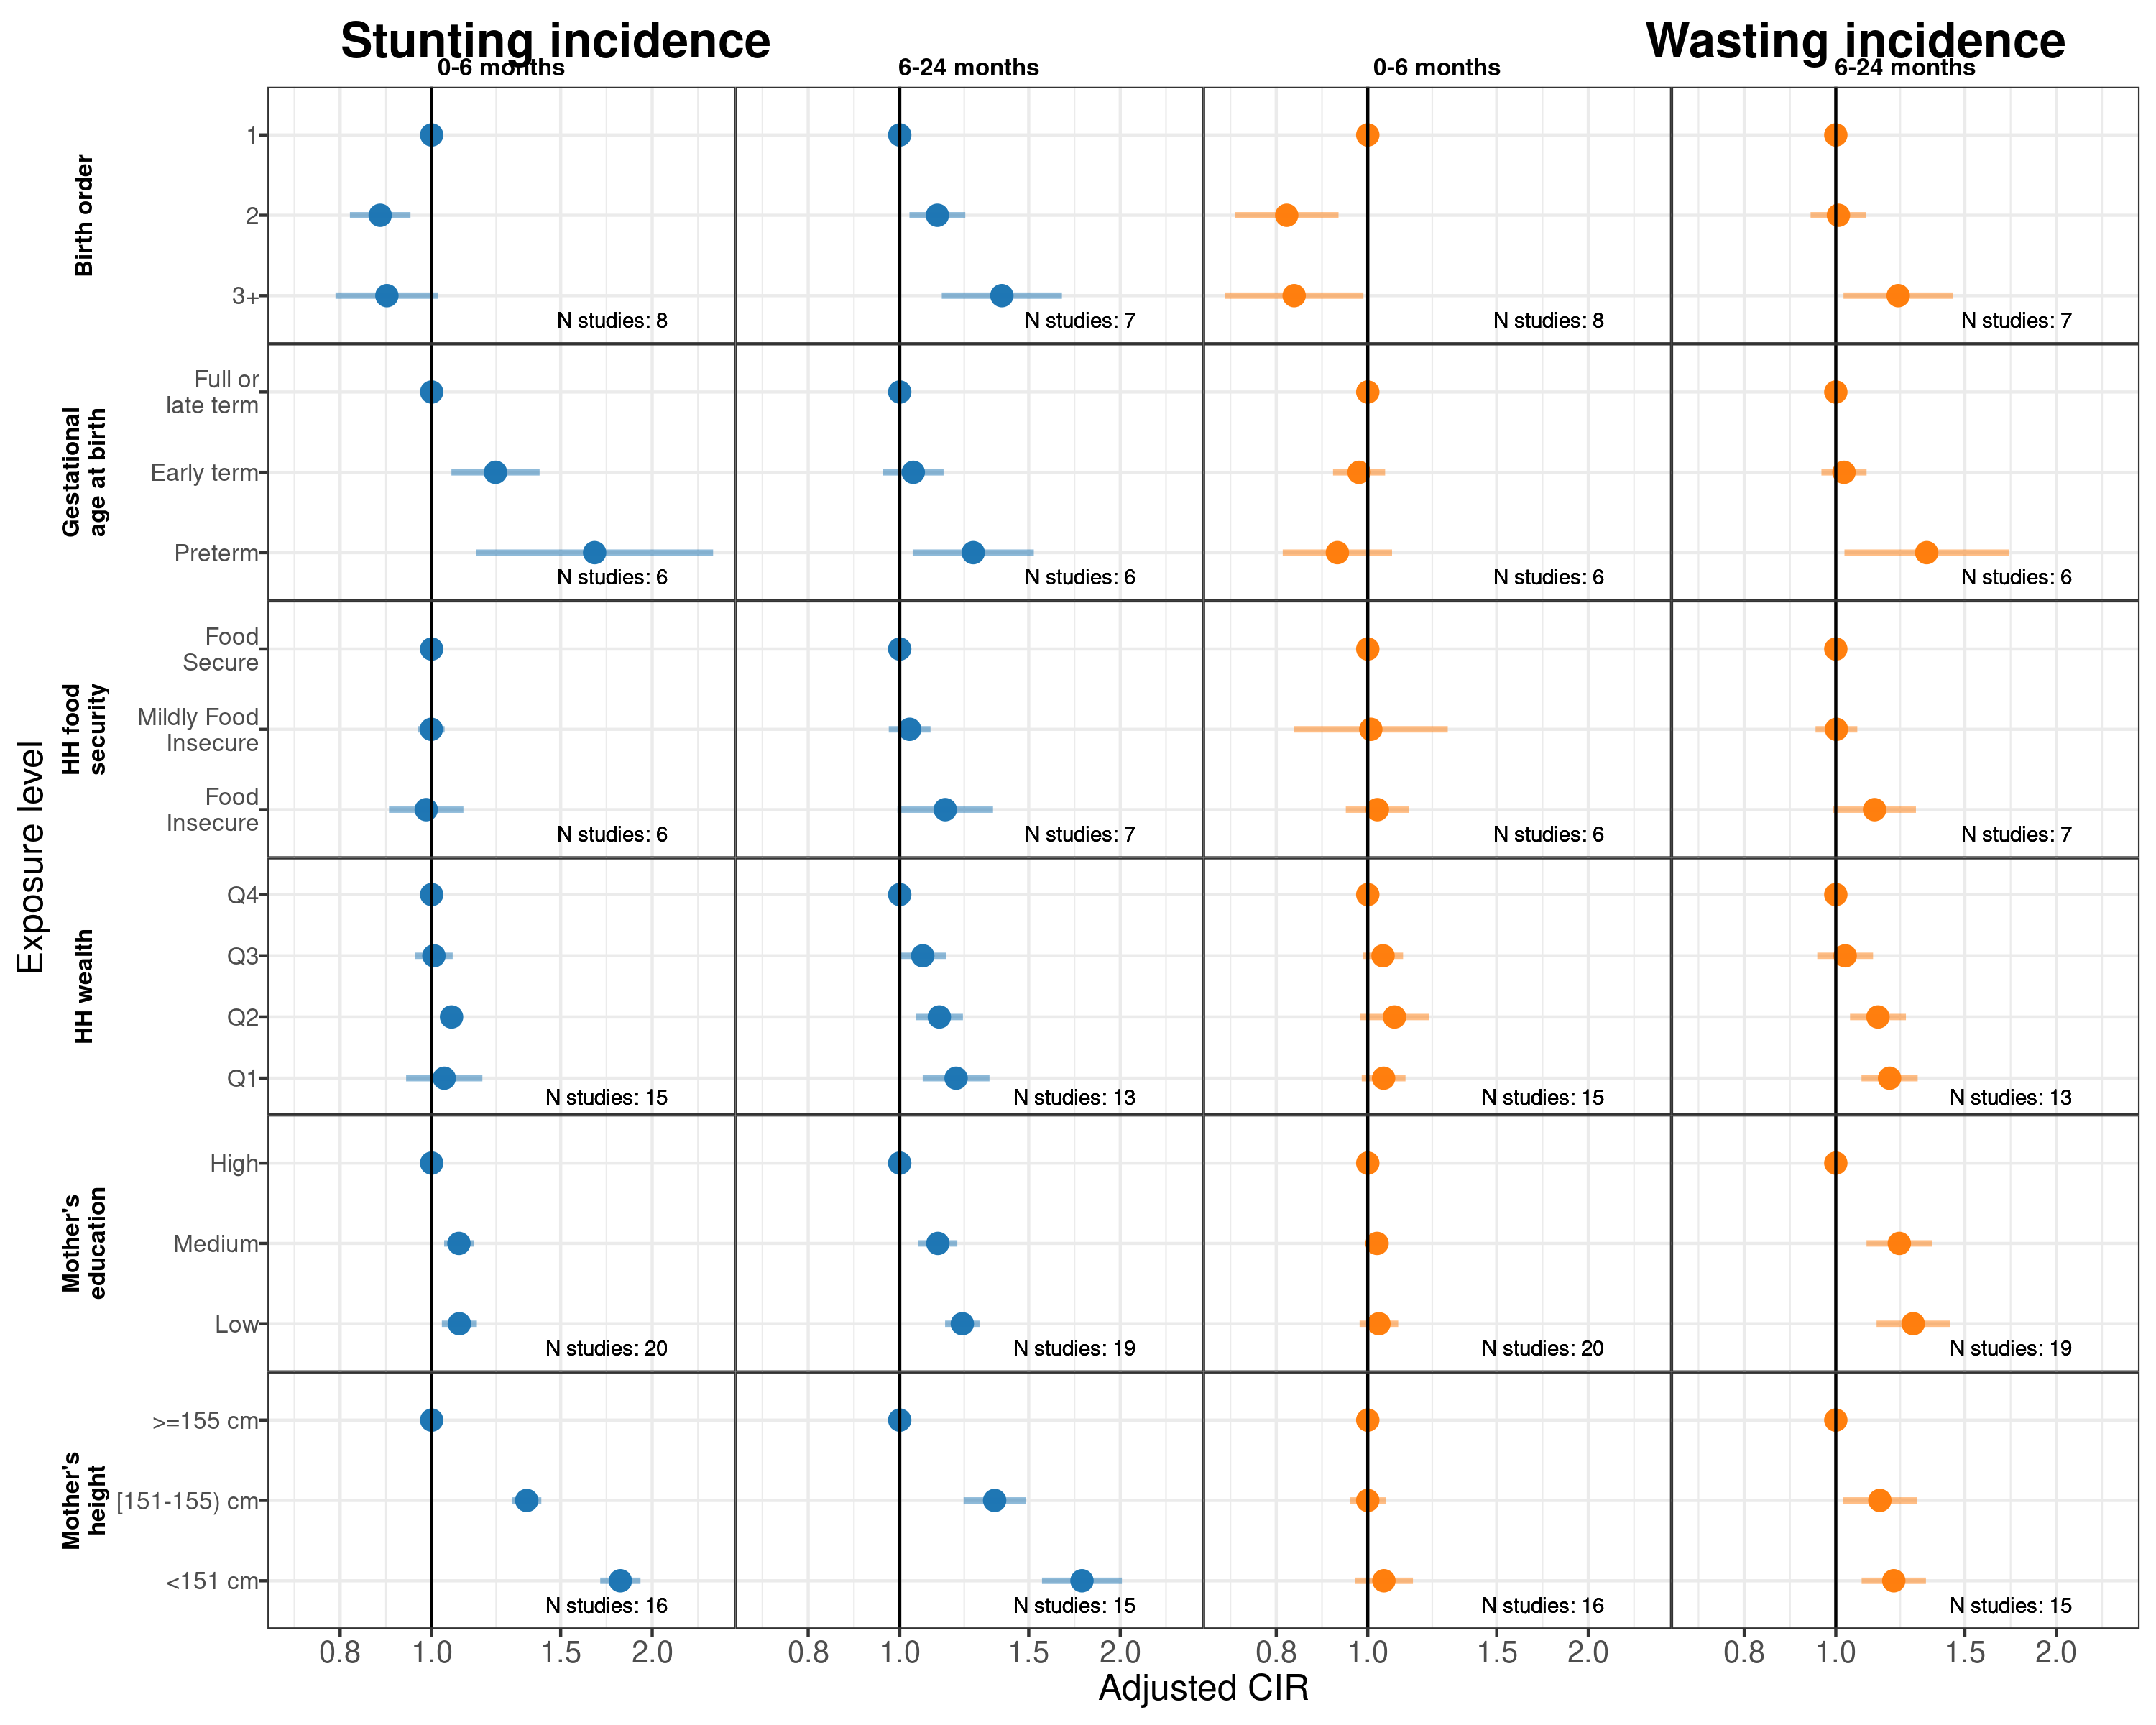 Stunting incidence
Wasting incidence
0-6 months
6-24 months
0-6 months
6-24 months
Exposure level
Birth order
1
2
3+
N studies: 8
N studies: 7
N studies: 8
N studies: 7
Gestational
age at birth
Full or
late term
Early term
Preterm
N studies: 6
N studies: 6
N studies: 6
N studies: 6
HH food
security
Food
Secure
Mildly Food
Insecure
Food
Insecure
N studies: 6
N studies: 7
N studies: 6
N studies: 7
HH wealth
Q4
Q3
Q2
Q1
N studies: 15
N studies: 13
N studies: 15
N studies: 13
Mother's
education
High
Medium
Low
N studies: 20
N studies: 19
N studies: 20
N studies: 19
Mother's
height
>=155 cm
[151-155) cm
<151 cm
N studies: 16
N studies: 15
N studies: 16
N studies: 15
0.8 1.0 1.5 2.0
0.8 1.0 1.5 2.0
0.8 1.0 1.5 2.0
0.8 1.0 1.5 2.0
Adjusted CIR